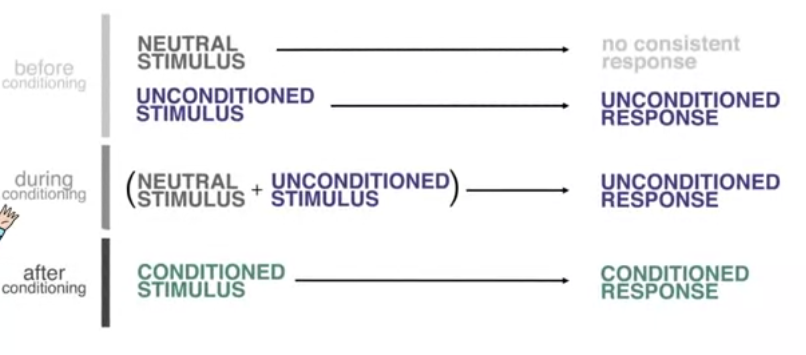 before
conditioning
NEUTRAL
STIMULUS
no consistent
response
UNCONDITIONED
STIMULUS
UNCONDITIONED
RESPONSE
during
conditioning
(NEUTRAL
STIMULUS + UNCONDITIONED
STIMULUS)
UNCONDITIONED
RESPONSE
after
conditioning
CONDITIONED
STIMULUS
CONDITIONED
RESPONSE